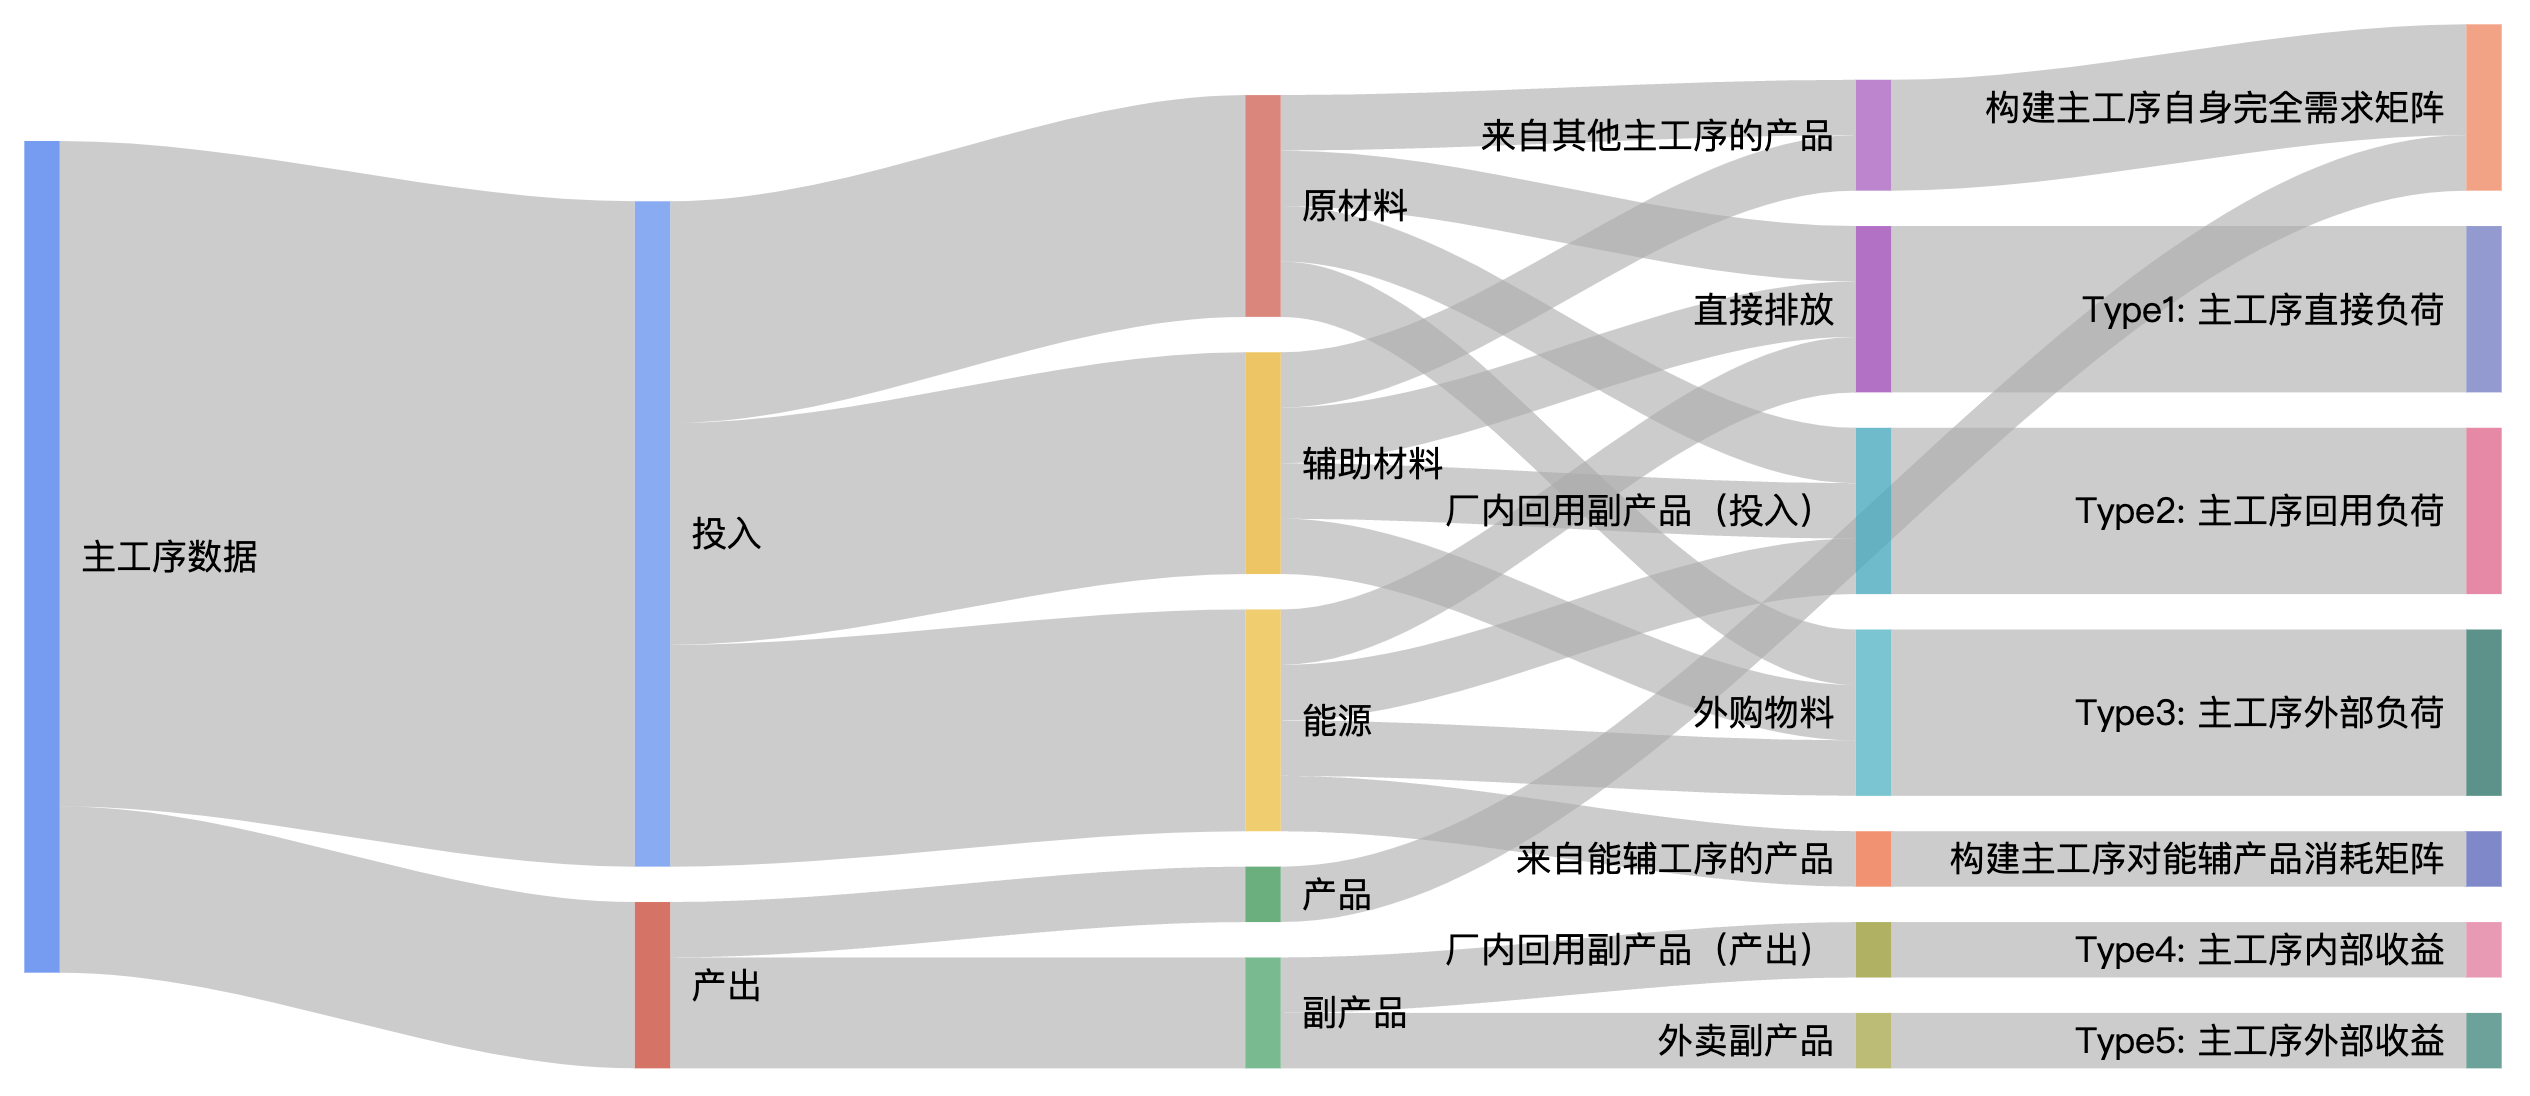 主工序数据
投入
产出
原材料
辅助材料
能源
产品
副产品
来自其他主工序的产品
直接排放
厂内回用副产品（投入）
外购物料
来自能辅工序的产品
厂内回用副产品（产出）
外卖副产品
构建主工序自身完全需求矩阵
Type1: 主工序直接负荷
Type2: 主工序回用负荷
Type3: 主工序外部负荷
构建主工序对能辅产品消耗矩阵
Type4: 主工序内部收益
Type5: 主工序外部收益